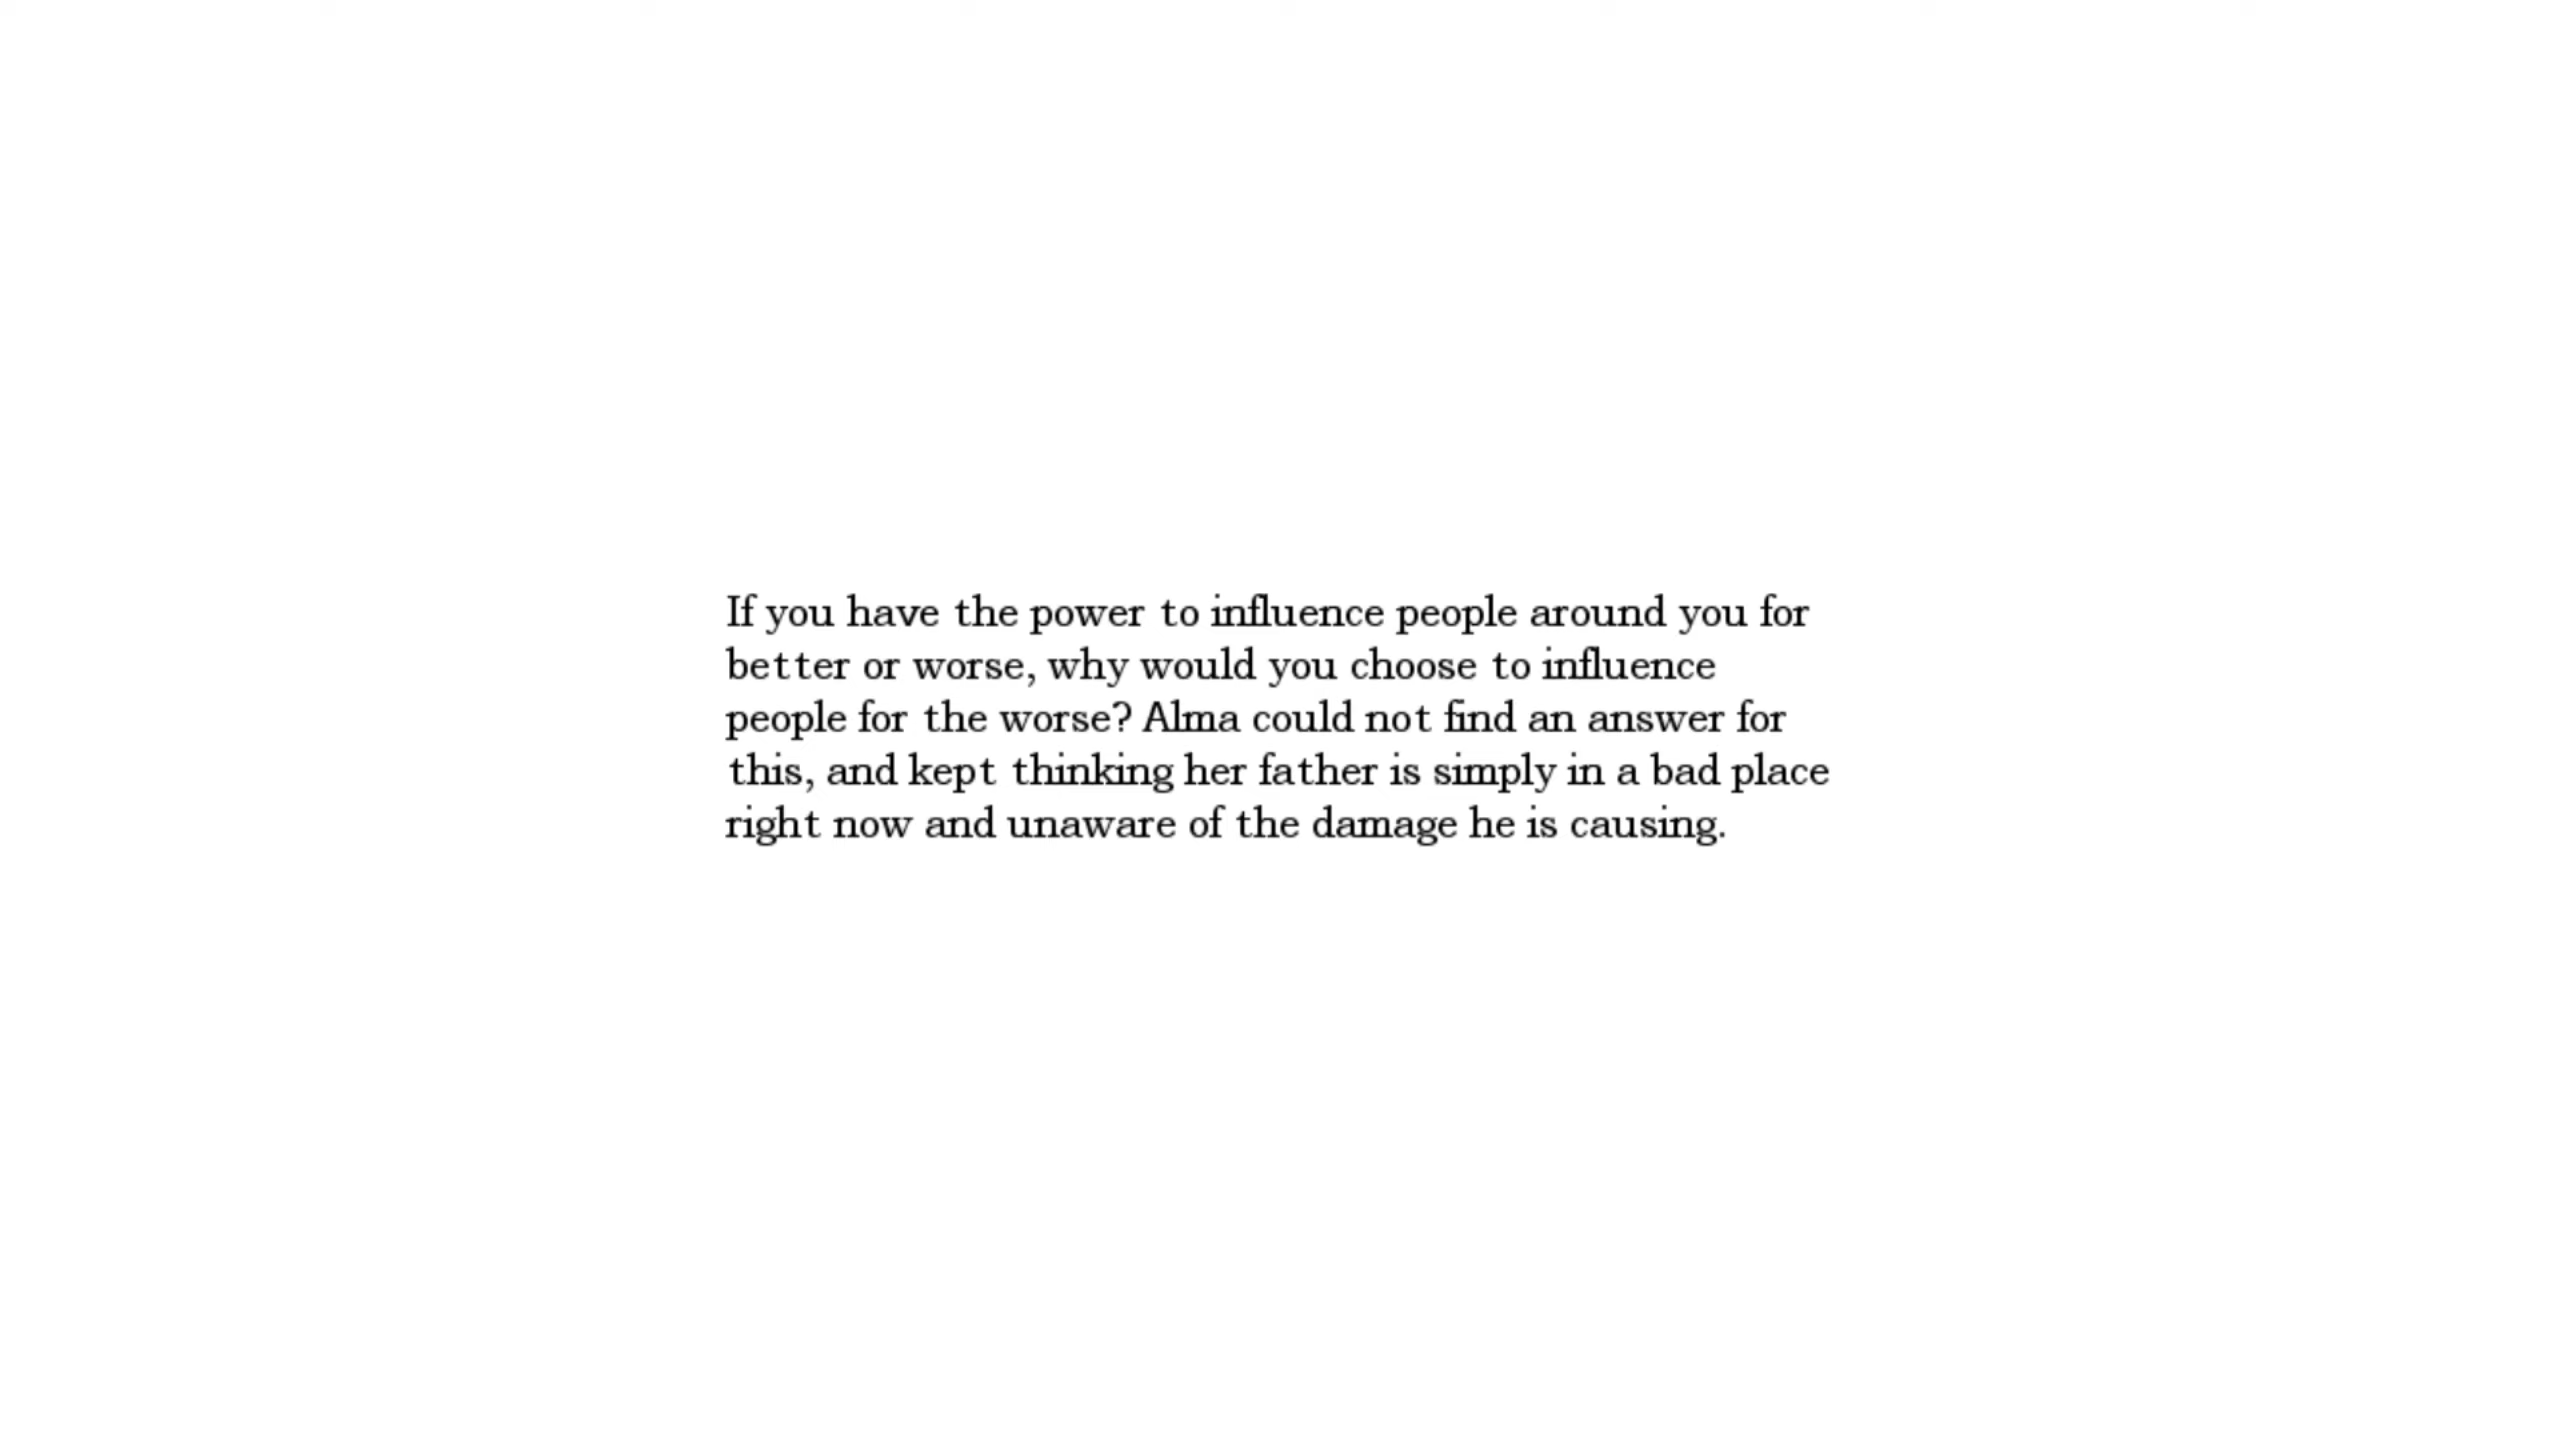 If you have the power to influence people around you for
better or worse, why would you choose to influence
people for the worse? Alma could not find an answer for
this, and kept thinking her father is simply in a bad place
right now and unaware of the damage he is causing.